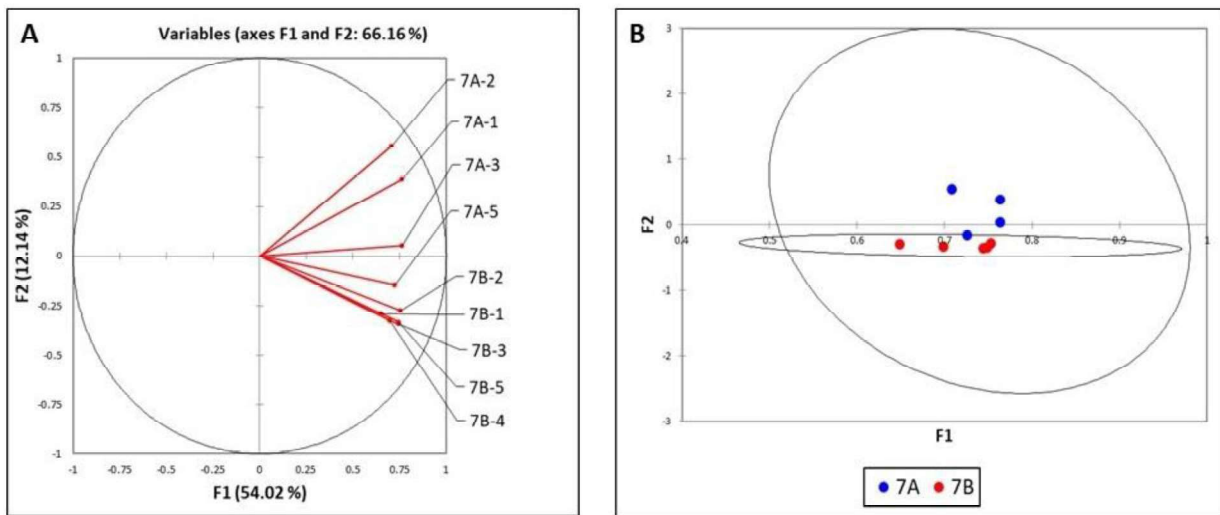 A
Variables (axes F1 and F2: 66.16 %)
1
0.75
0.5
0.25
0
-0.25
-0.5
-0.75
-1
-1
-0.75
-0.5
-0.25
0
0.25
0.5
0.75
1
F2 (12.14 %)
F1 (54.02 %)
7A-2
7A-1
7A-3
7A-5
7B-2
7B-1
7B-3
7B-5
7B-4
B
3
2
1
0
-1
-2
-3
0.4
0.5
0.6
0.7
0.8
0.9
1
F2
F1
7A 7B